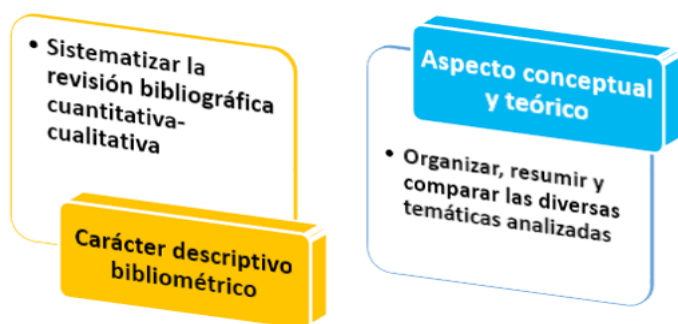 • Sistematizar la
revisión bibliográfica
cuantitativa-
cualitativa
Carácter descriptivo
bibliométrico
Aspecto conceptual
y teórico
• Organizar, resumir y
comparar las diversas
temáticas analizadas